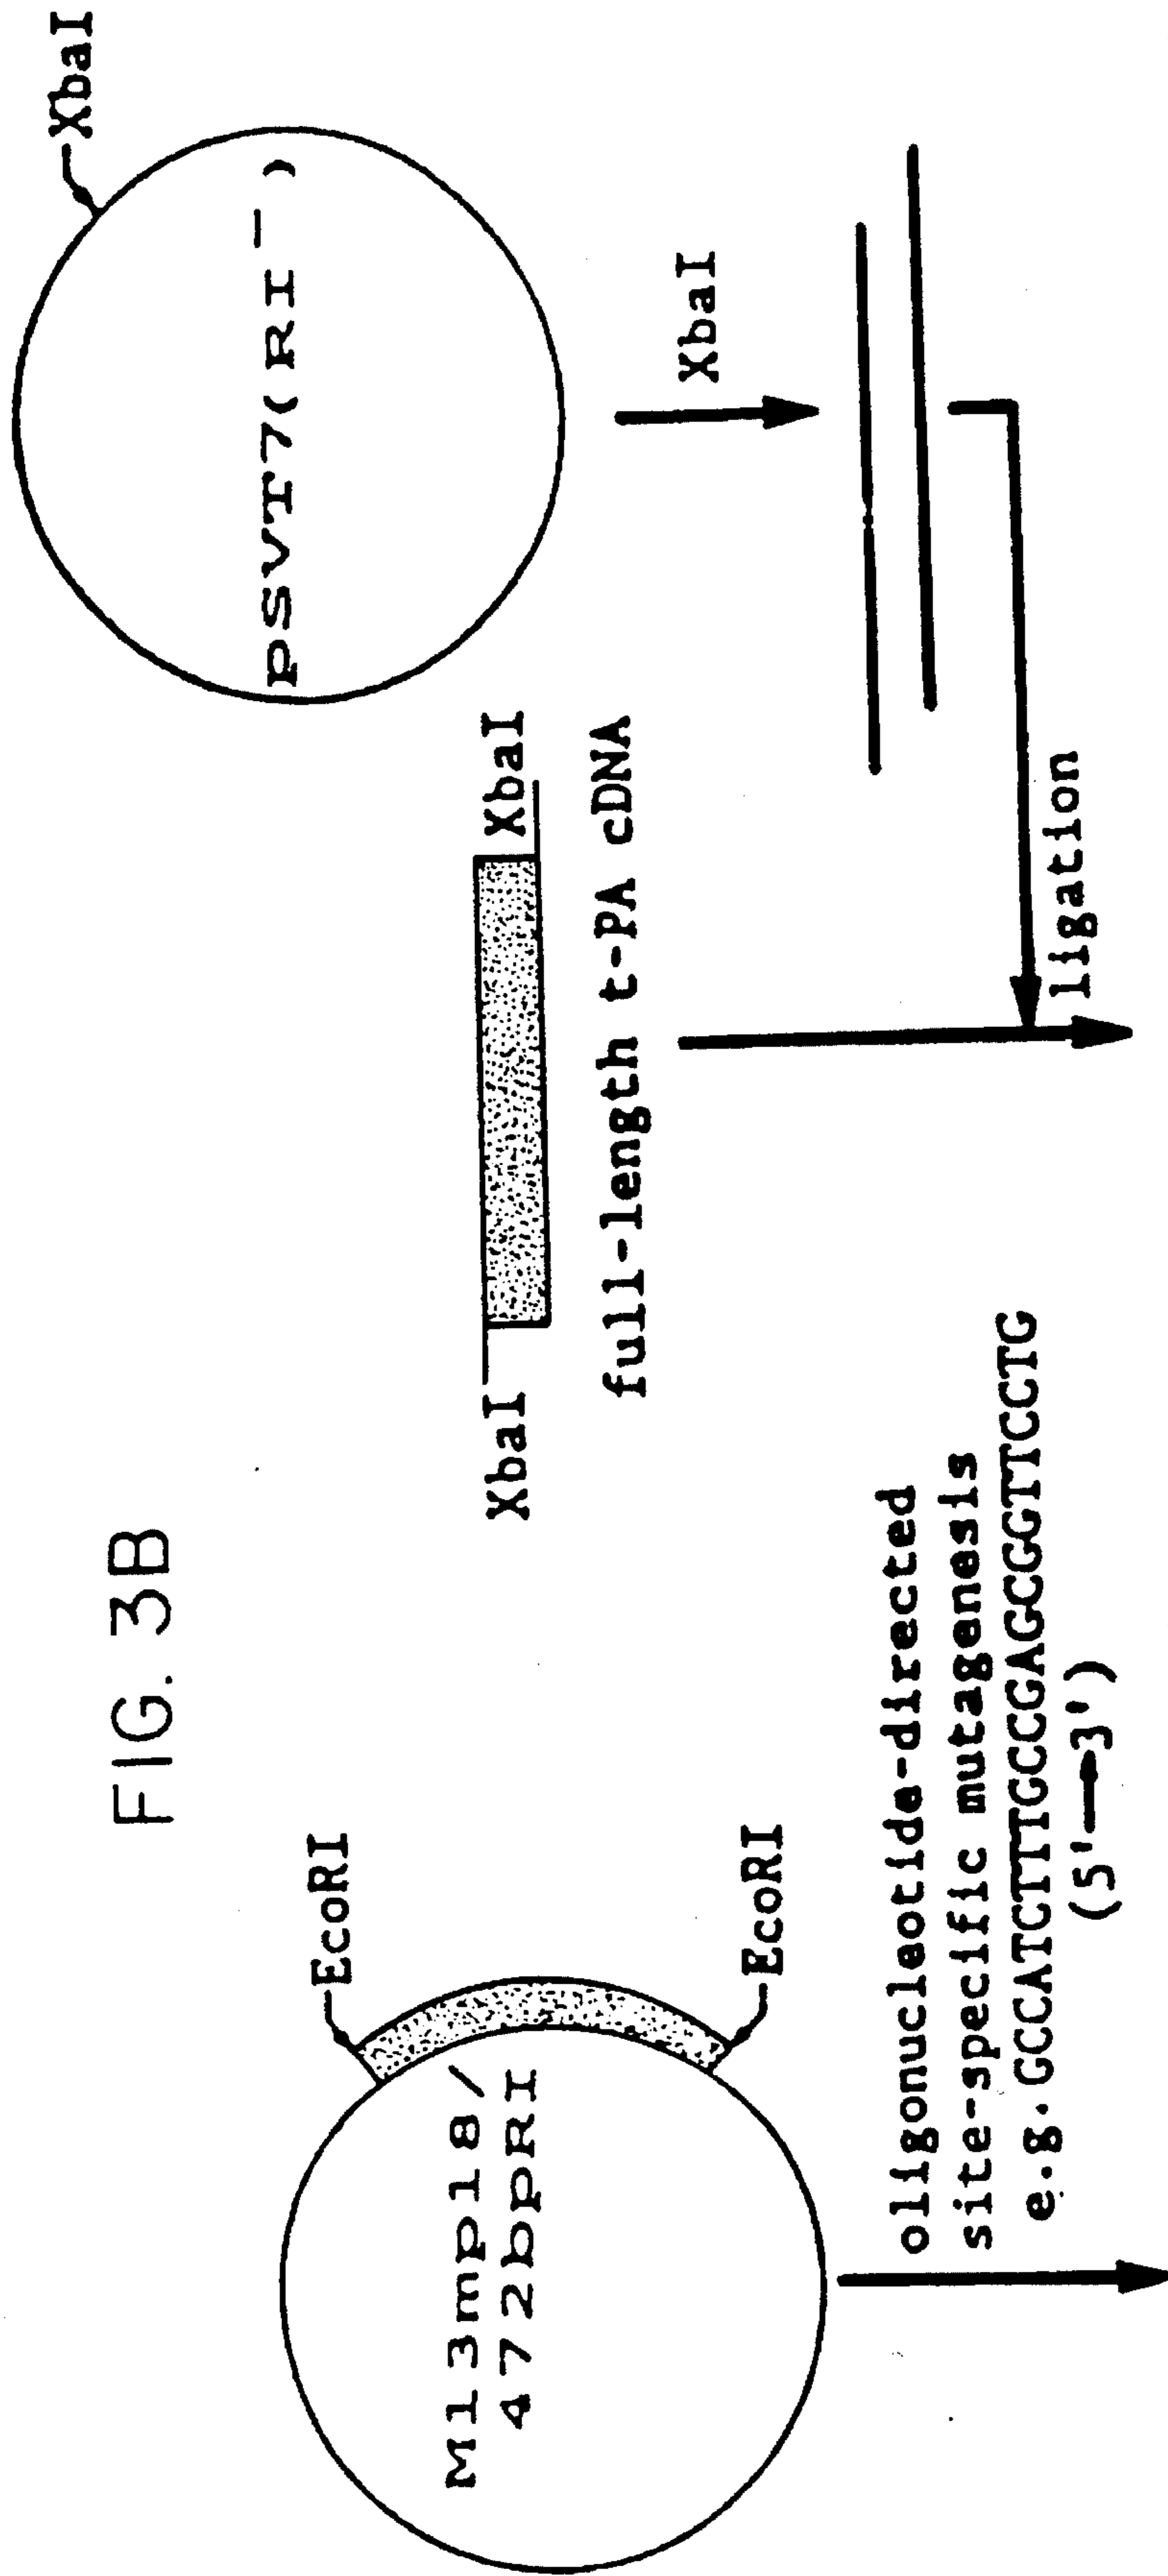 FIG. 3B
M13mp18/
472bpRI
EcoRI
EcoRI
oligonucleotide-directed
site-specific mutagenesis
e.g. GCCATCTTTGCCGAGCGGTTCCTG
(5'→3')
XbaI
XbaI
full-length t-PA cDNA
ligation
pSVT7(RI⁻)
XbaI
XbaI